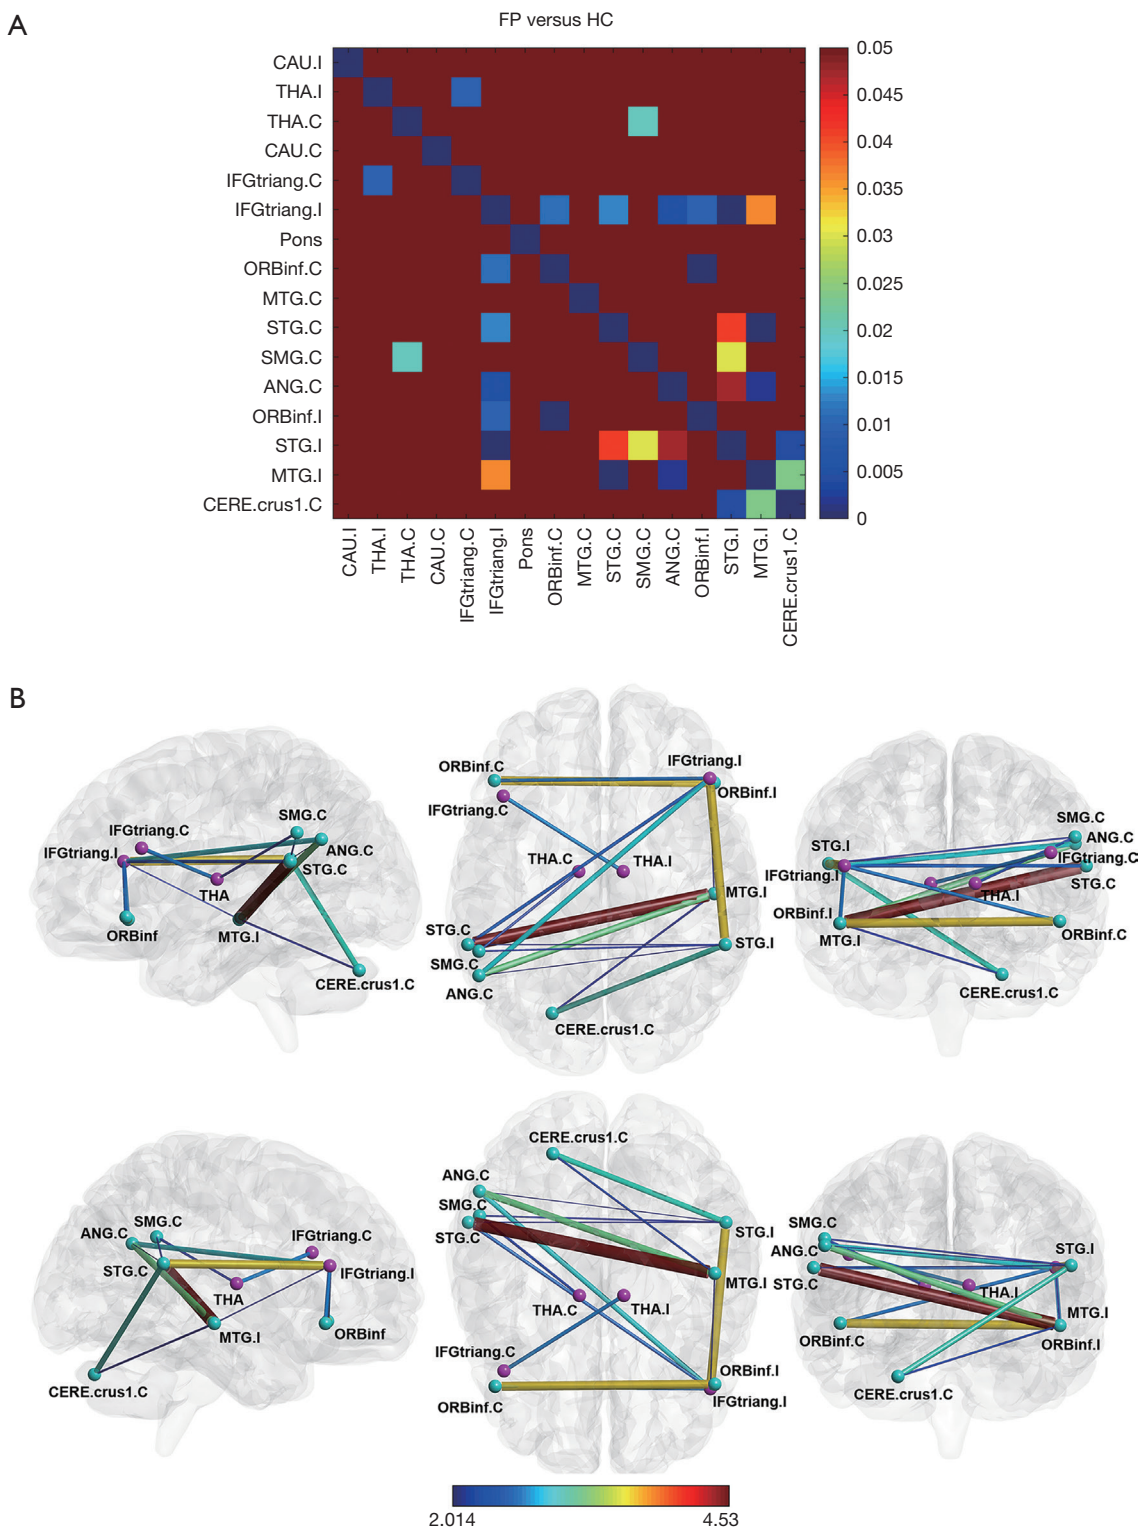 A
FP versus HC
CAU.I
THA.I
THA.C
CAU.C
IFGtriang.C
IFGtriang.I
Pons
ORBinf.C
MTG.C
STG.C
SMG.C
ANG.C
ORBinf.I
STG.I
MTG.I
CERE.crus1.C
0.05
0.045
0.04
0.035
0.03
0.025
0.02
0.015
0.01
0.005
0
CAU.I
THA.I
THA.C
CAU.C
IFGtriang.C
IFGtriang.I
Pons
ORBinf.C
MTG.C
STG.C
SMG.C
ANG.C
ORBinf.I
STG.I
MTG.I
CERE.crus1.C
B
SMG.C
IFGtriang.C
ANG.C
IFGtriang.I
STG.C
THA
ORBinf
MTG.I
CERE.crus1.C
ORBinf.C
IFGtriang.I
ORBinf.I
IFGtriang.C
THA.C
THA.I
MTG.I
STG.C
STG.I
SMG.C
ANG.C
CERE.crus1.C
SMG.C
ANG.C
STG.I
IFGtriang.C
IFGtriang.I
STG.C
THA.I
ORBinf.I
MTG.I
ORBinf.C
CERE.crus1.C
SMG.C
ANG.C
IFGtriang.C
STG.C
IFGtriang.I
THA
MTG.I
ORBinf
CERE.crus1.C
CERE.crus1.C
ANG.C
SMG.C
STG.C
STG.I
MTG.I
THA.C
THA.I
IFGtriang.C
ORBinf.I
ORBinf.C
IFGtriang.I
SMG.C
ANG.C
STG.I
STG.C
THA.I
MTG.I
ORBinf.C
ORBinf.I
CERE.crus1.C
2.014
4.53